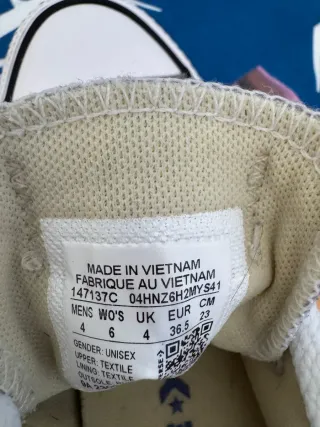 MADE IN VIETNAM
FABRIQUE AU VIETNAM
147137C 04HNZ6H2MYS41
MENS WO'S UK EUR CM
4 6 4 36.5 23
GENDER: UNISEX
UPPER: TEXTILE
LINING: TEXTILE
OUTSOLE: